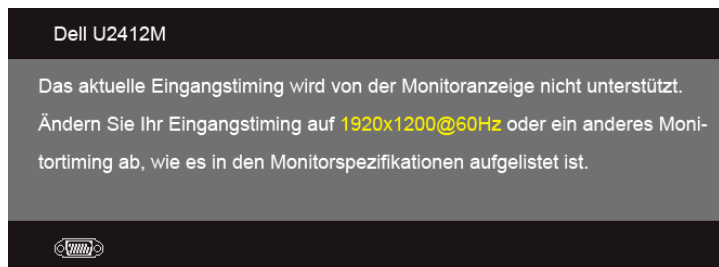 Dell U2412M
Das aktuelle Eingangstiming wird von der Monitoranzeige nicht unterstützt.
Ändern Sie Ihr Eingangstiming auf 1920x1200@60Hz oder ein anderes Moni-
tortiming ab, wie es in den Monitorspezifikationen aufgelistet ist.